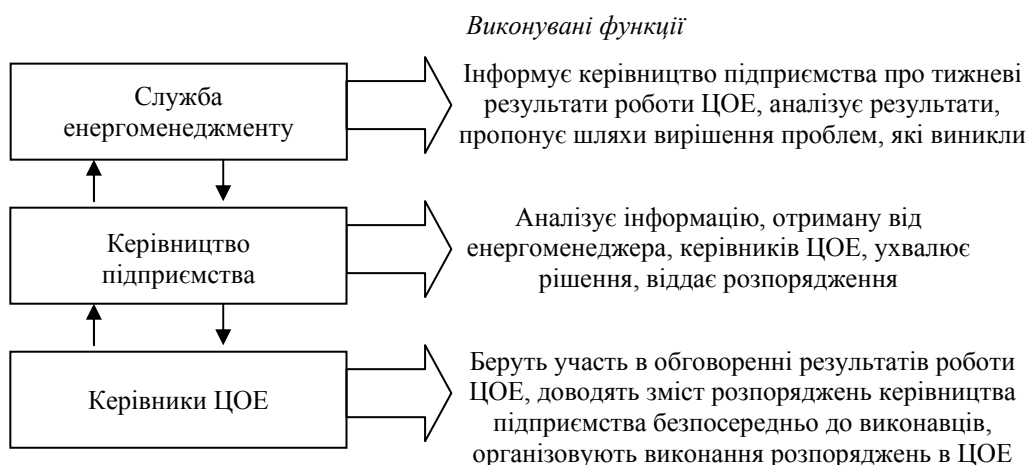 Виконувані функції
Служба
енергоменеджменту
Інформує керівництво підприємства про тижневі
результати роботи ЦОЕ, аналізує результати,
пропонує шляхи вирішення проблем, які виникли
Керівництво
підприємства
Аналізує інформацію, отриману від
енергоменеджера, керівників ЦОЕ, ухвалює
рішення, віддає розпорядження
Керівники ЦОЕ
Беруть участь в обговоренні результатів роботи
ЦОЕ, доводять зміст розпоряджень керівництва
підприємства безпосередньо до виконавців,
організовують виконання розпоряджень в ЦОЕ